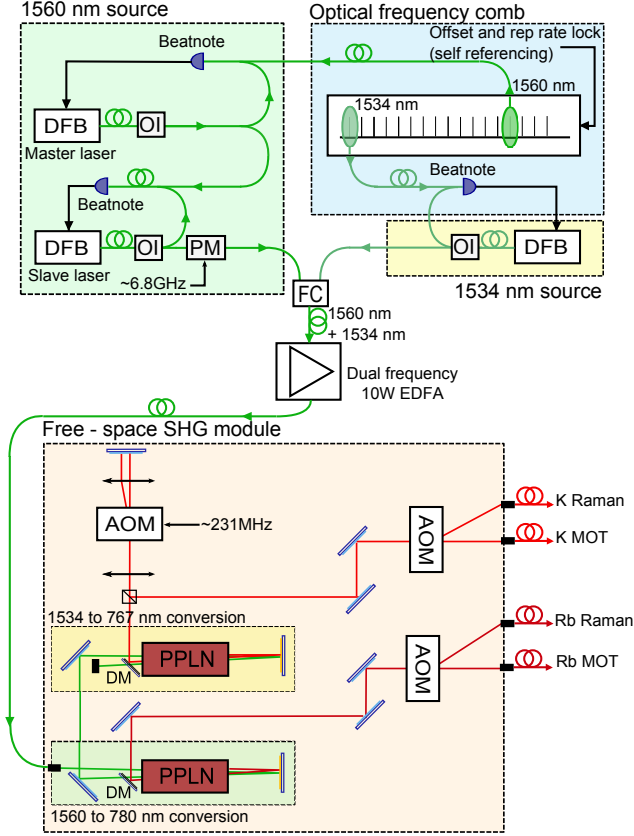 1560 nm source
Beatnote
DFB
OI
Master laser
Beatnote
DFB
OI
PM
Slave laser
~6.8GHz
Optical frequency comb
Offset and rep rate lock
(self referencing)
1560 nm
1534 nm
Beatnote
OI
DFB
1534 nm source
FC
1560 nm
+ 1534 nm
Dual frequency
10W EDFA
Free - space SHG module
AOM
~231MHz
AOM
K Raman
K MOT
1534 to 767 nm conversion
PPLN
DM
AOM
Rb Raman
Rb MOT
PPLN
DM
1560 to 780 nm conversion